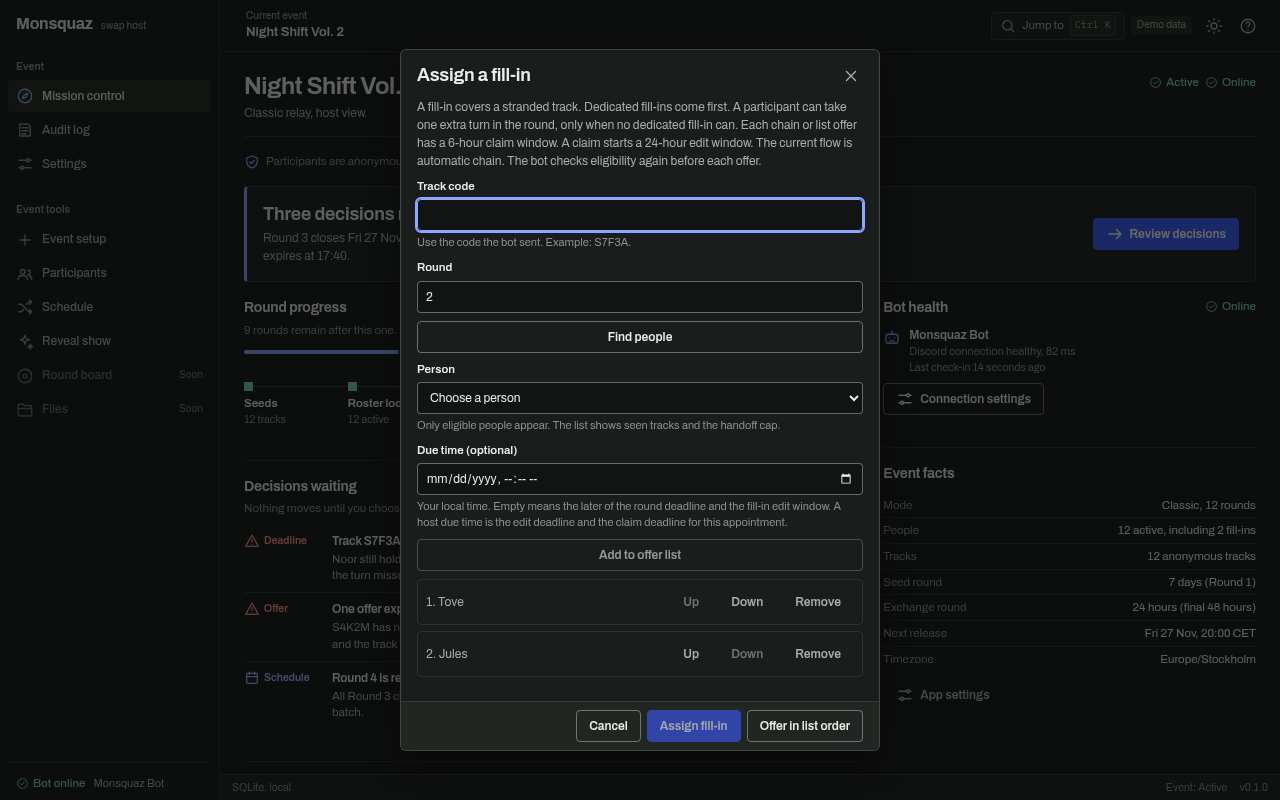 Monsquaz swap host
Current event
Night Shift Vol. 2
Jump to Ctrl K
Demo data
Event
Mission control
Audit log
Settings
Event tools
Event setup
Participants
Schedule
Reveal show
Round board Soon
Files Soon
Bot online Monsquaz Bot
Night Shift Vol.
Classic relay, host view.
Active Online
Participants are anonymou
Three decisions
Round 3 closes Fri 27 Nov
expires at 17:40.
Review decisions
Round progress
9 rounds remain after this one.
Seeds
12 tracks
Roster loc
12 active
Decisions waiting
Nothing moves until you choos
Deadline
Track S7F3A
Noor still hold
the turn misse
Offer
One offer exp
S4K2M has n
and the track
Schedule
Round 4 is re
All Round 3 c
batch.
Assign a fill-in
A fill-in covers a stranded track. Dedicated fill-ins come first. A participant can take
one extra turn in the round, only when no dedicated fill-in can. Each chain or list offer
has a 6-hour claim window. A claim starts a 24-hour edit window. The current flow is
automatic chain. The bot checks eligibility again before each offer.
Track code
Use the code the bot sent. Example: S7F3A.
Round
2
Find people
Person
Choose a person
Only eligible people appear. The list shows seen tracks and the handoff cap.
Due time (optional)
mm/dd/yyyy, --:-- --
Your local time. Empty means the later of the round deadline and the fill-in edit window. A
host due time is the edit deadline and the claim deadline for this appointment.
Add to offer list
1. Tove Up Down Remove
2. Jules Up Down Remove
Cancel
Assign fill-in
Offer in list order
Bot health
Online
Monsquaz Bot
Discord connection healthy, 82 ms
Last check-in 14 seconds ago
Connection settings
Event facts
Mode Classic, 12 rounds
People 12 active, including 2 fill-ins
Tracks 12 anonymous tracks
Seed round 7 days (Round 1)
Exchange round 24 hours (final 48 hours)
Next release Fri 27 Nov, 20:00 CET
Timezone Europe/Stockholm
App settings
SQLite, local
Event: Active v0.1.0